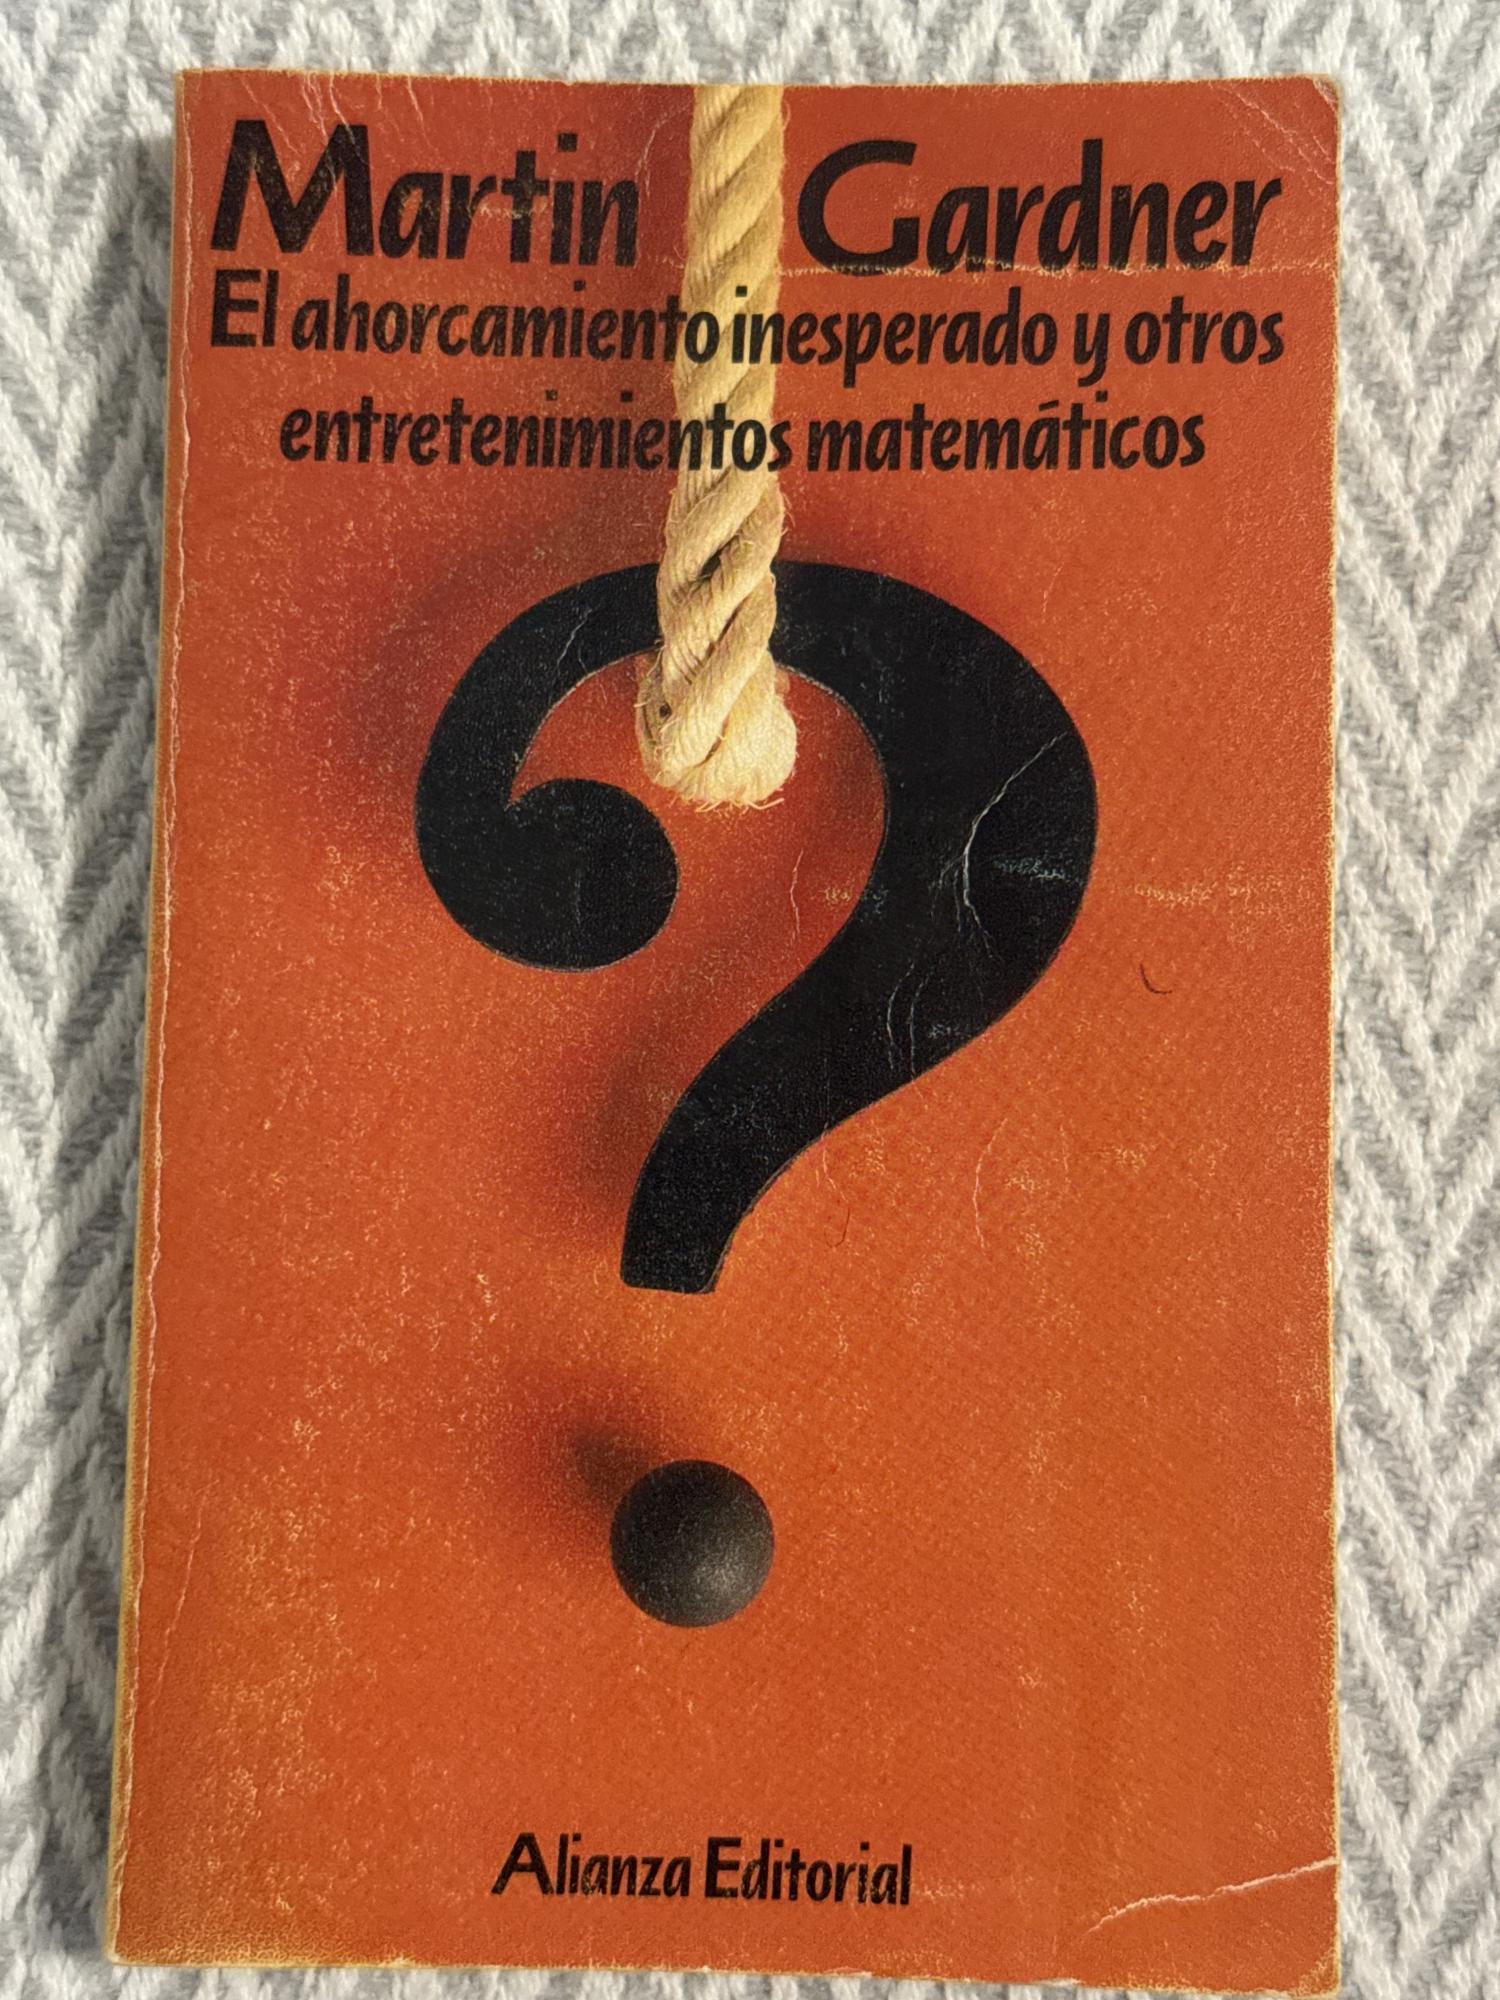 Martin Gardner
El ahorcamiento inesperado y otros
entretenimientos matemáticos
Alianza Editorial